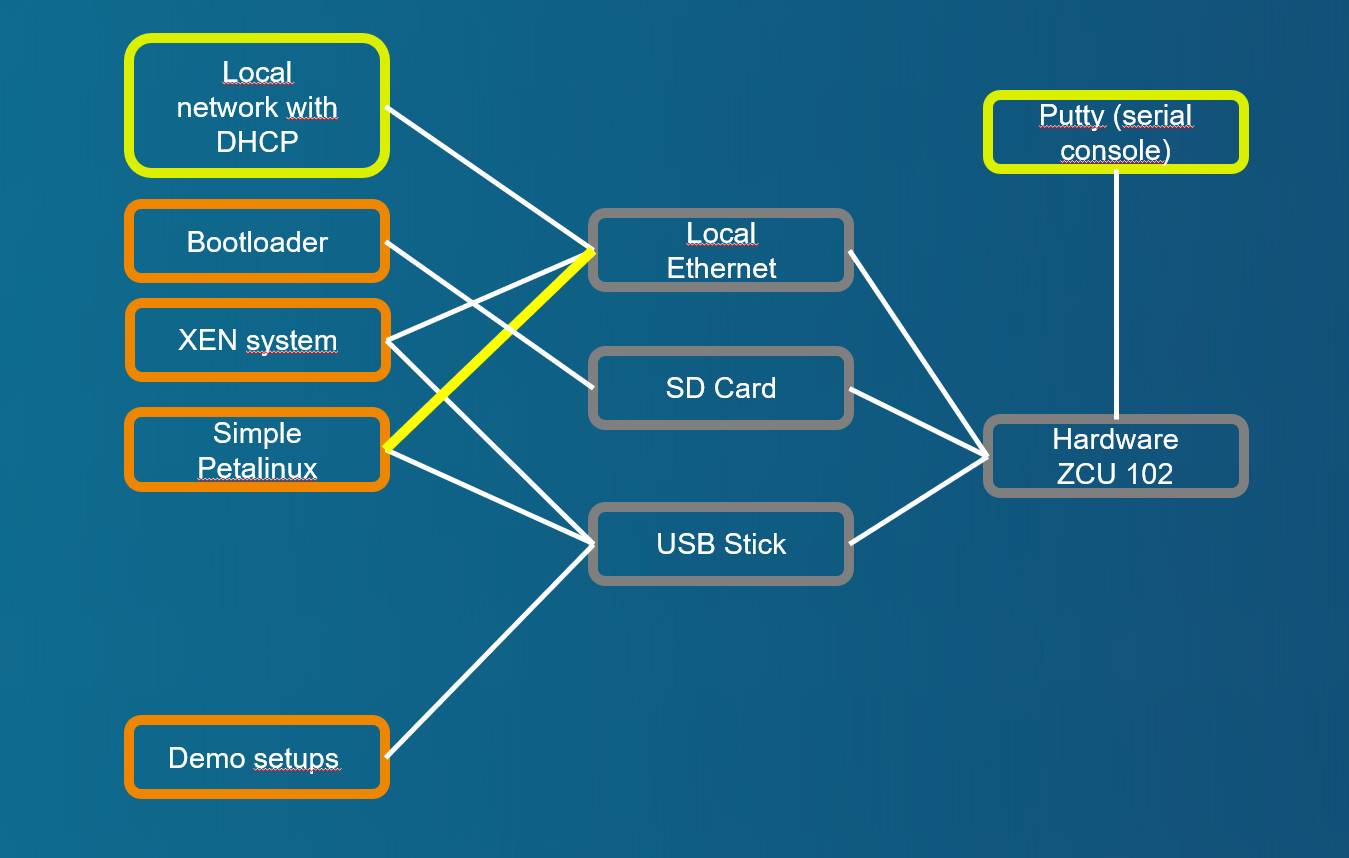 Local
network with
DHCP
Bootloader
XEN system
Simple
Petalinux
Demo setups
Local
Ethernet
SD Card
USB Stick
Putty (serial
console)
Hardware
ZCU 102